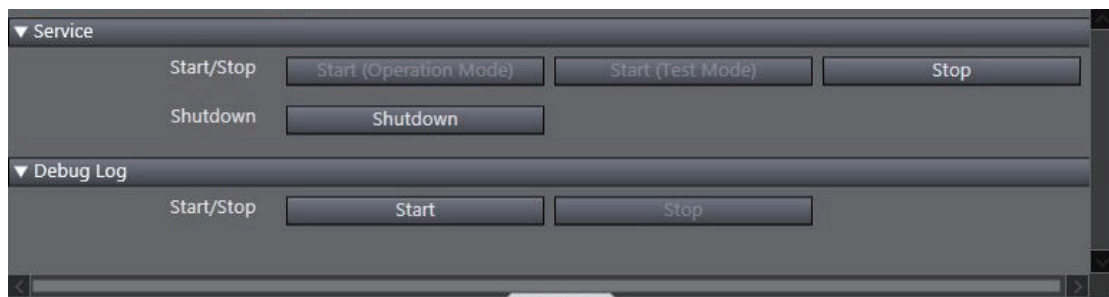 Service
Start/Stop Start (Operation Mode) Start (Test Mode) Stop
Shutdown Shutdown
Debug Log
Start/Stop Start Stop